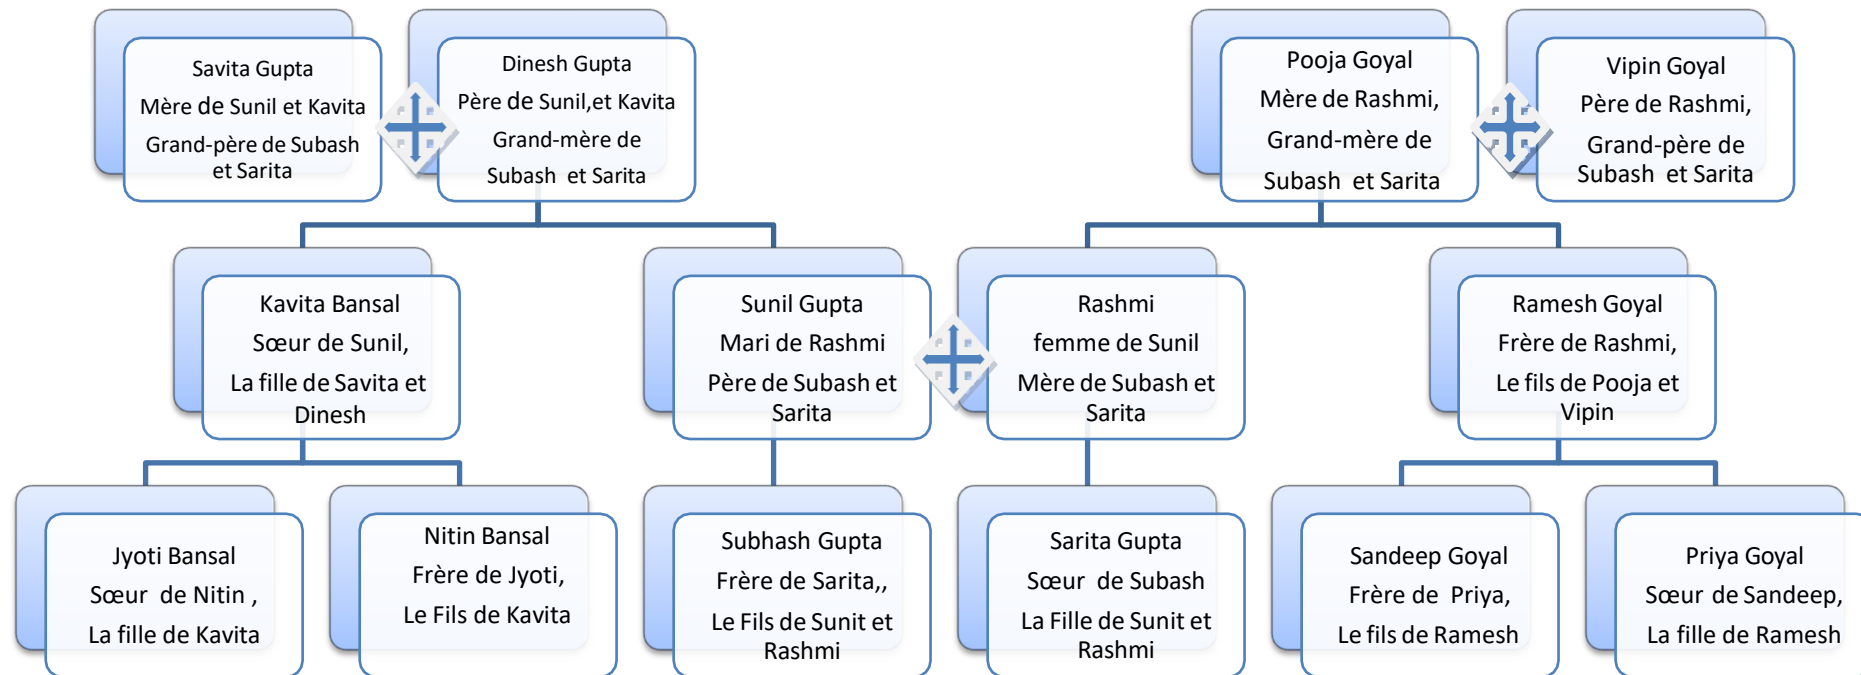 Savita Gupta
Mère de Sunil et Kavita
Grand-père de Subash
et Sarita
Dinesh Gupta
Père de Sunil,et Kavita
Grand-mère de
Subash et Sarita
Pooja Goyal
Mère de Rashmi,
Grand-mère de
Subash et Sarita
Vipin Goyal
Père de Rashmi,
Grand-père de
Subash et Sarita
Kavita Bansal
Sœur de Sunil,
La fille de Savita et
Dinesh
Sunil Gupta
Mari de Rashmi
Père de Subash et
Sarita
Rashmi
femme de Sunil
Mère de Subash et
Sarita
Ramesh Goyal
Frère de Rashmi,
Le fils de Pooja et
Vipin
Jyoti Bansal
Sœur de Nitin ,
La fille de Kavita
Nitin Bansal
Frère de Jyoti,
Le Fils de Kavita
Subhash Gupta
Frère de Sarita,,
Le Fils de Sunit et
Rashmi
Sarita Gupta
Sœur de Subash
La Fille de Sunit et
Rashmi
Sandeep Goyal
Frère de Priya,
Le fils de Ramesh
Priya Goyal
Sœur de Sandeep,
La fille de Ramesh